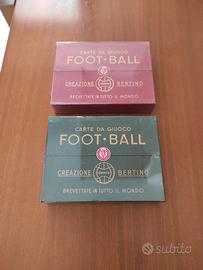 CARTE DA GIUOCO
FOOT-BALL
CREAZIONE BERTINO
BREVETTATE IN TUTTO IL MONDO
CARTE DA GIUOCO
FOOT-BALL
CREAZIONE BERTINO
BREVETTATE IN TUTTO IL MONDO
subito